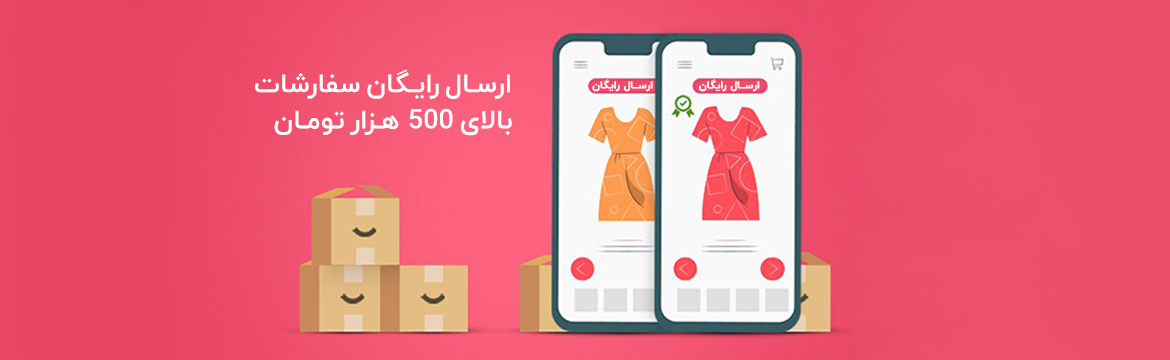 ارسال رایگان سفارشات
بالای 500 هزار تومان
ارسال رایگان
ارسال رایگان